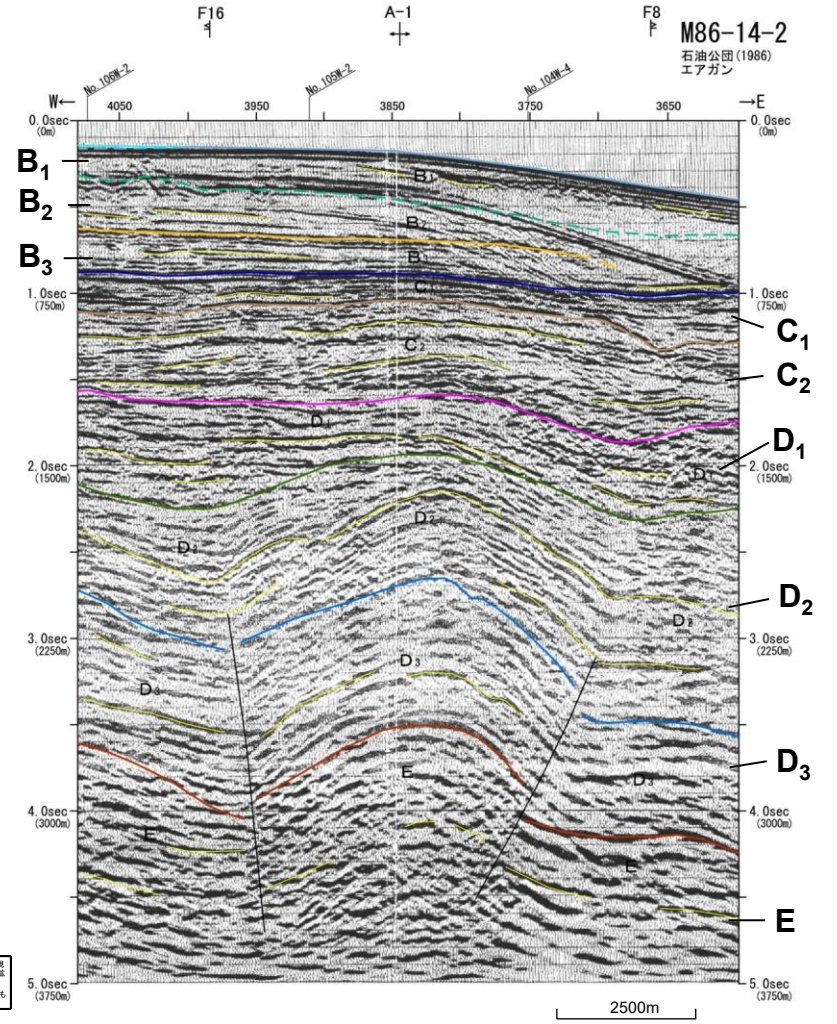 F16
A-1
F8
M86-14-2
石油公団(1986)
エアガン
No.106W-2
No.105W-2
No.104W-4
W←
4050
3950
3850
3750
3650
→E
0.0sec
(0m)
0.0sec
(0m)
B1
B1
B2
B2
B3
B3
C1
1.0sec
(750m)
1.0sec
(750m)
C1
C2
C2
D1
D1
2.0sec
(1500m)
2.0sec
(1500m)
D1
D2
D2
D2
D2
3.0sec
(2250m)
3.0sec
(2250m)
D3
D3
D3
D3
E
4.0sec
(3000m)
4.0sec
(3000m)
E
E
E
5.0sec
(3750m)
5.0sec
(3750m)
2500m